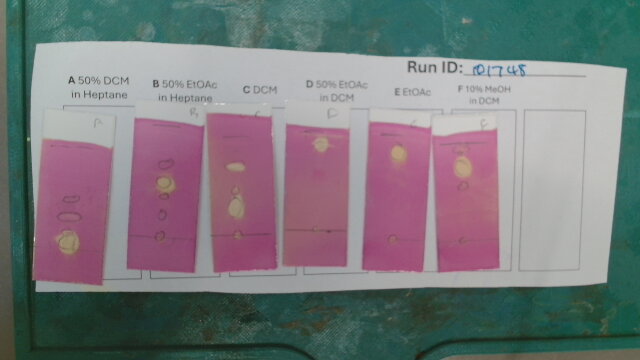 Run ID: 101748
A 50% DCM
in Heptane
B 50% EtOAc
in Heptane
C DCM
D 50% EtOAc
in DCM
E EtOAc
F 10% MeOH
in DCM
A
B
C
D
E
F